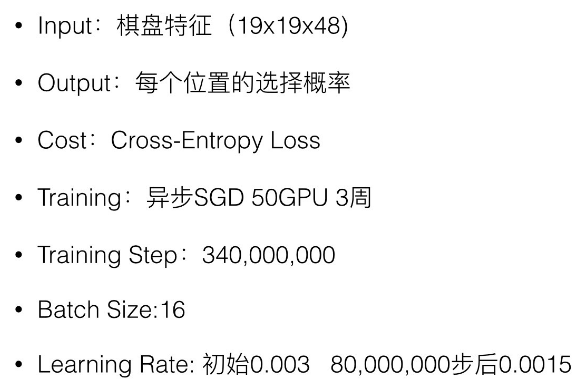 • Input：棋盘特征（19x19x48)
• Output：每个位置的选择概率
• Cost：Cross-Entropy Loss
• Training：异步SGD 50GPU 3周
• Training Step：340,000,000
• Batch Size:16
• Learning Rate: 初始0.003 80,000,000步后0.0015